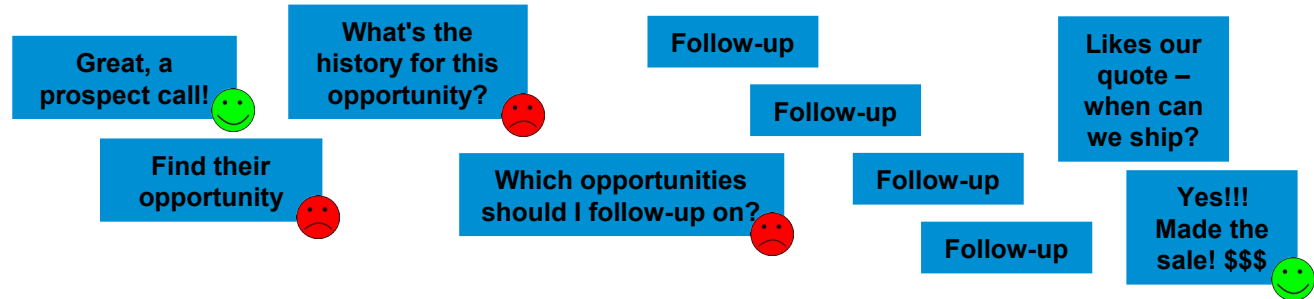 Great, a
prospect call!
Find their
opportunity
What's the
history for this
opportunity?
Which opportunities
should I follow-up on?
Follow-up
Follow-up
Follow-up
Follow-up
Likes our
quote –
when can
we ship?
Yes!!!
Made the
sale! $$$